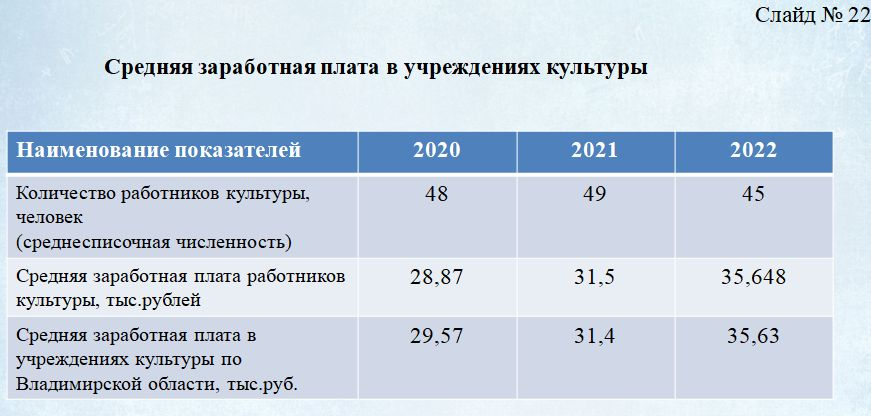 Слайд № 22
Средняя заработная плата в учреждениях культуры
Наименование показателей 2020 2021 2022
Количество работников культуры, 48 49 45
человек
(среднесписочная численность)
Средняя заработная плата работников 28,87 31,5 35,648
культуры, тыс.рублей
Средняя заработная плата в 29,57 31,4 35,63
учреждениях культуры по
Владимирской области, тыс.руб.